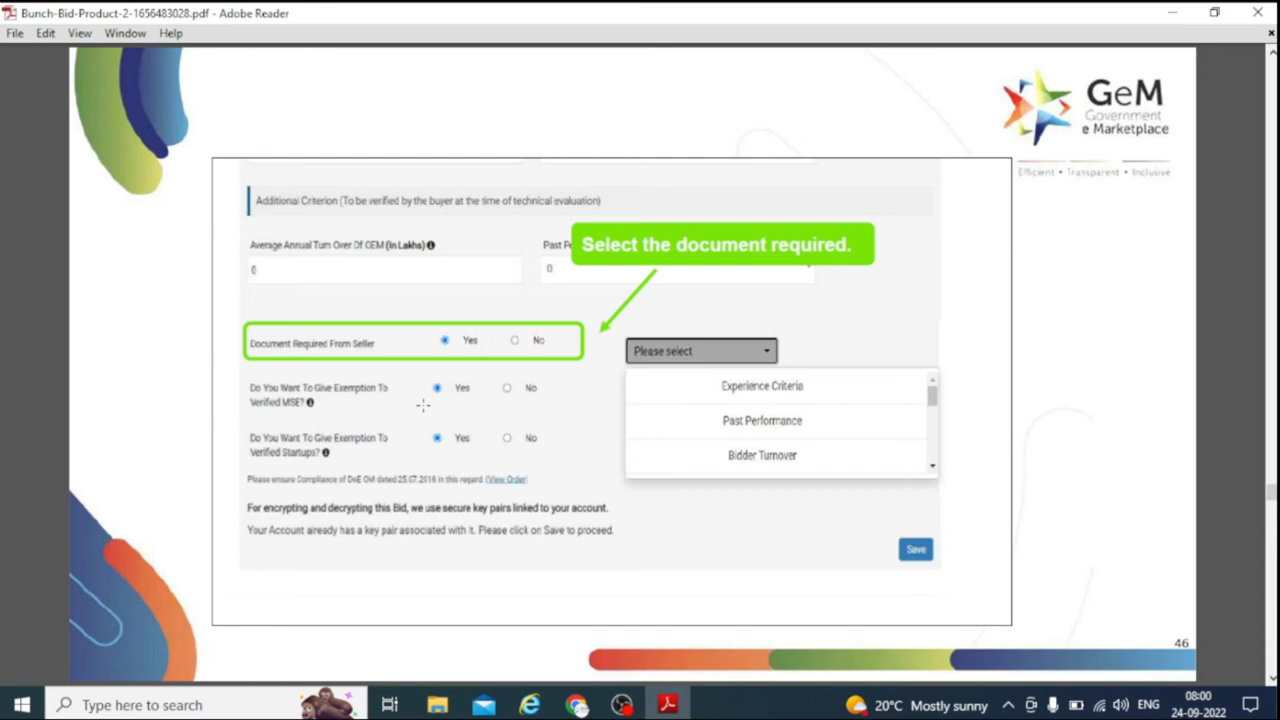 Bunch-Bid-Product-2-1656483028.pdf - Adobe Reader
File Edit View Window Help
GeM
Government
e Marketplace
Efficient • Transparent • Inclusive
Additional Criterion (To be verified by the buyer at the time of technical evaluation)
Select the document required.
Average Annual Turn Over Of OEM (In Lakhs)
Past Pe
0
0
Document Required From Seller Yes No
Please select
Experience Criteria
Past Performance
Bidder Turnover
Do You Want To Give Exemption To
Verified MSE? Yes No
Do You Want To Give Exemption To
Verified Startups? Yes No
Please ensure Compliance of DoE OM dated 25.07.2016 in this regard. (View Order)
For encrypting and decrypting this Bid, we use secure key pairs linked to your account.
Your Account already has a key pair associated with it. Please click on Save to proceed.
Save
46
Type here to search
20°C Mostly sunny
ENG
08:00
24-09-2022